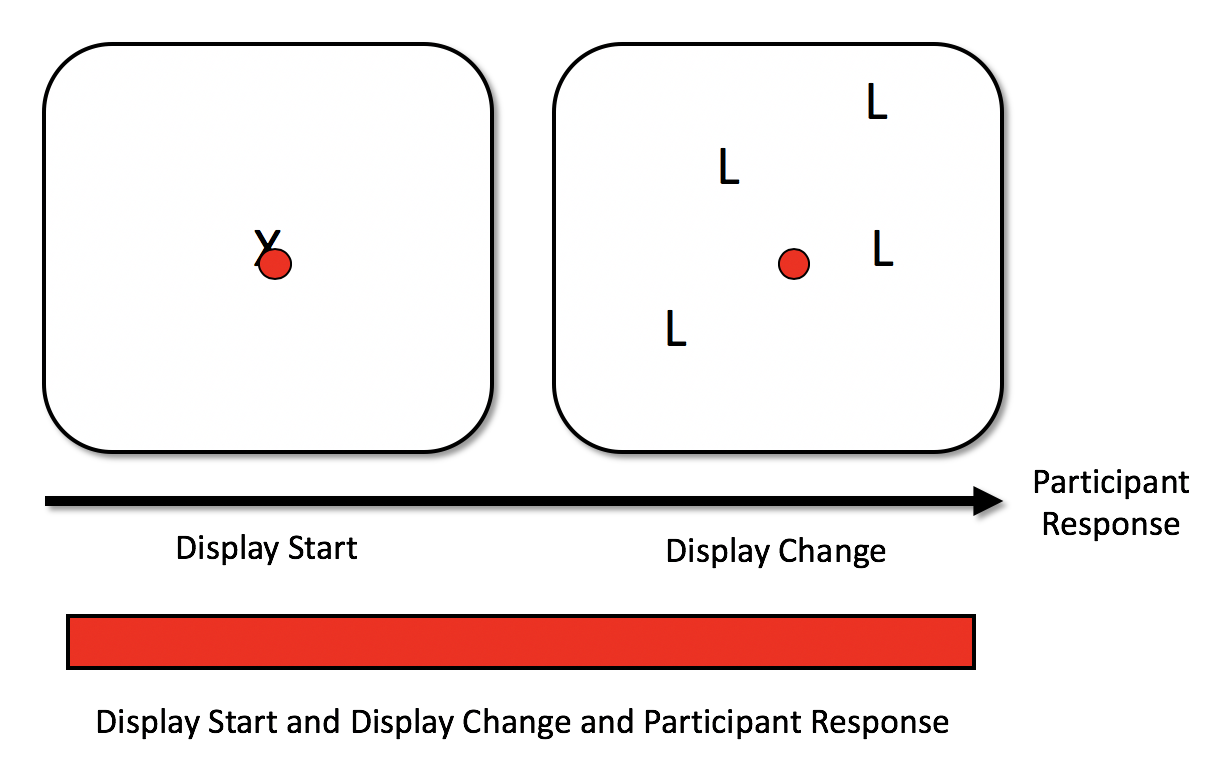 X
L
L
L
L
Participant
Response
Display Start
Display Change
Display Start and Display Change and Participant Response